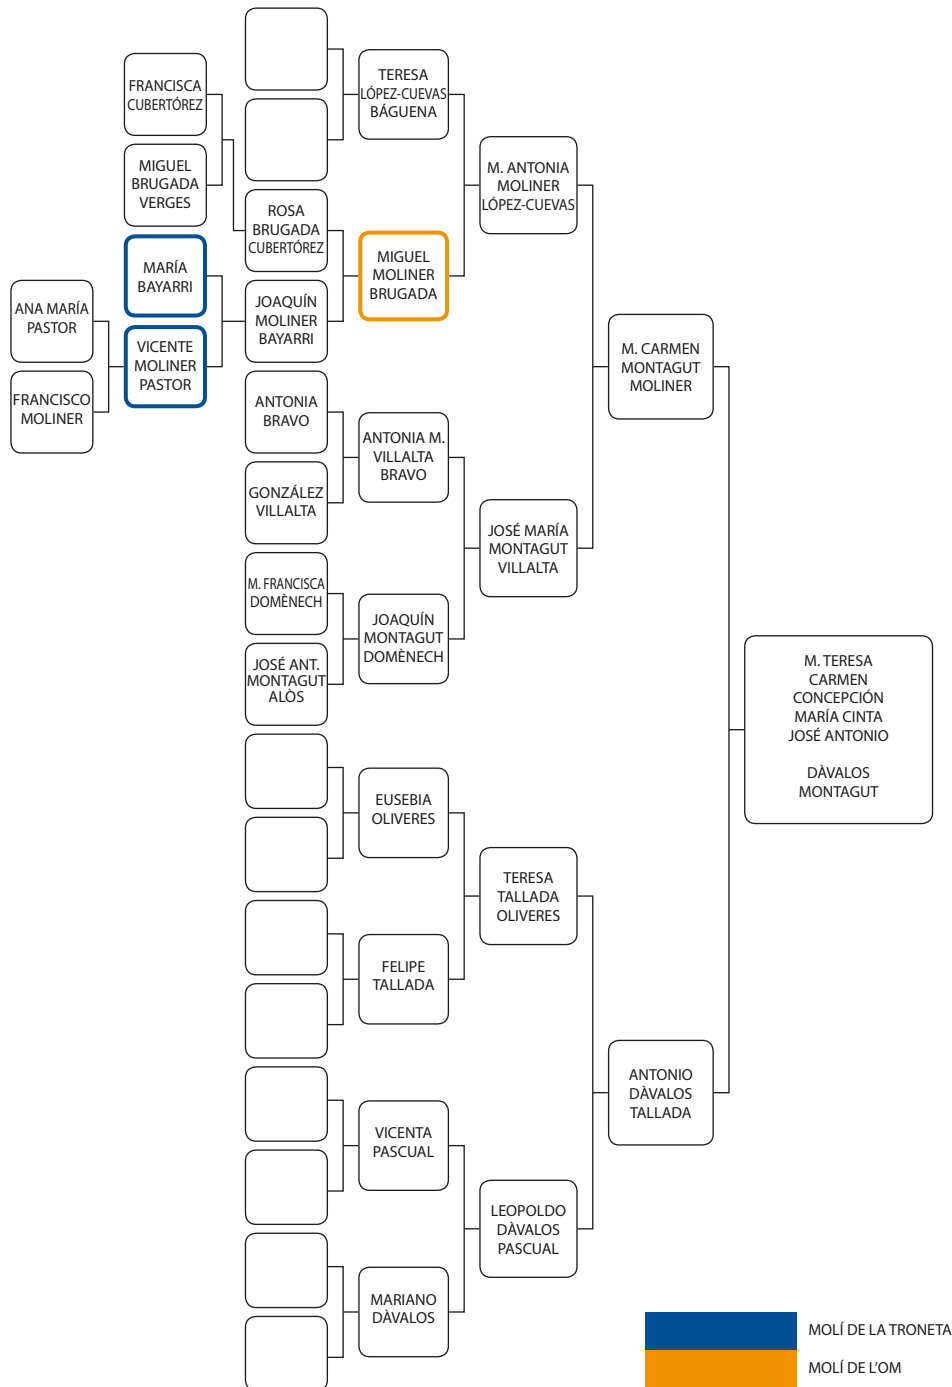 FRANCISCA
CUBERTÓREZ
MIGUEL
BRUGADA
VERGES
MARÍA
BAYARRI
ANA MARÍA
PASTOR
VICENTE
MOLINER
PASTOR
FRANCISCO
MOLINER
ROSA
BRUGADA
CUBERTÓREZ
JOAQUÍN
MOLINER
BAYARRI
ANTONIA
BRAVO
GONZÁLEZ
VILLALTA
M. FRANCISCA
DOMÈNECH
JOSÉ ANT.
MONTAGUT
ALÒS
TERESA
LÓPEZ-CUEVAS
BÁGUENA
MIGUEL
MOLINER
BRUGADA
ANTONIA M.
VILLALTA
BRAVO
JOAQUÍN
MONTAGUT
DOMÈNECH
EUSEBIA
OLIVERES
FELIPE
TALLADA
VICENTA
PASCUAL
MARIANO
DÀVALOS
M. ANTONIA
MOLINER
LÓPEZ-CUEVAS
JOSÉ MARÍA
MONTAGUT
VILLALTA
TERESA
TALLADA
OLIVERES
LEOPOLDO
DÀVALOS
PASCUAL
M. CARMEN
MONTAGUT
MOLINER
ANTONIO
DÀVALOS
TALLADA
M. TERESA
CARMEN
CONCEPCIÓN
MARÍA CINTA
JOSÉ ANTONIO
DÀVALOS
MONTAGUT
MOLÍ DE LA TRONETA
MOLÍ DE L'OM